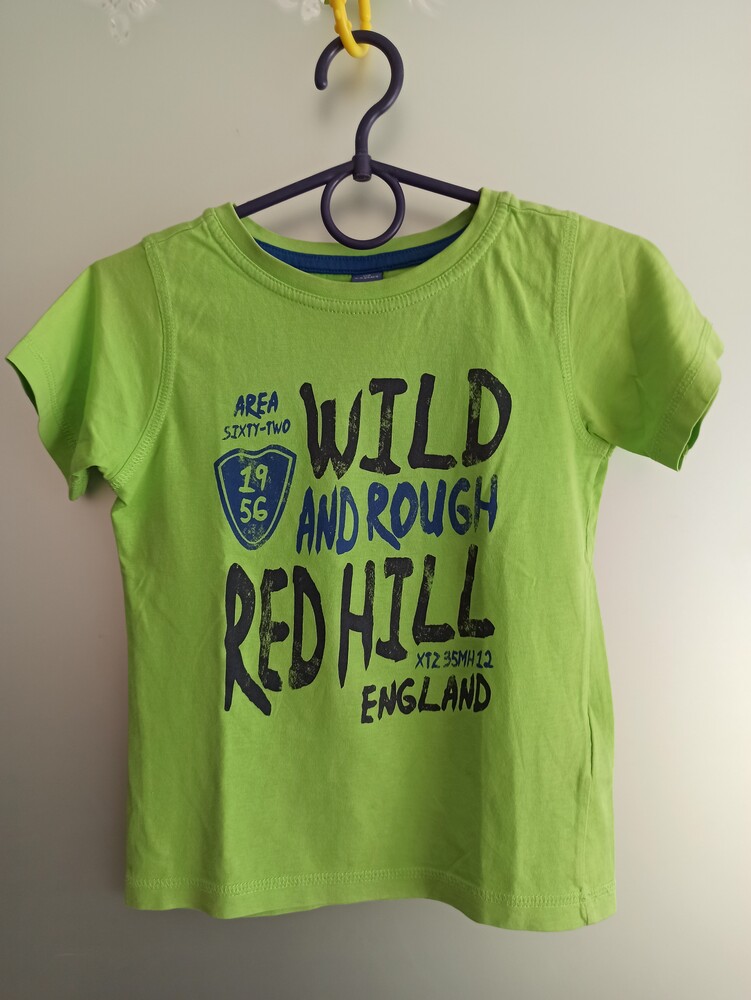 AREA
SIXTY-TWO
19
56
WILD
AND ROUGH
RED HILL
XTZ 35MH12
ENGLAND